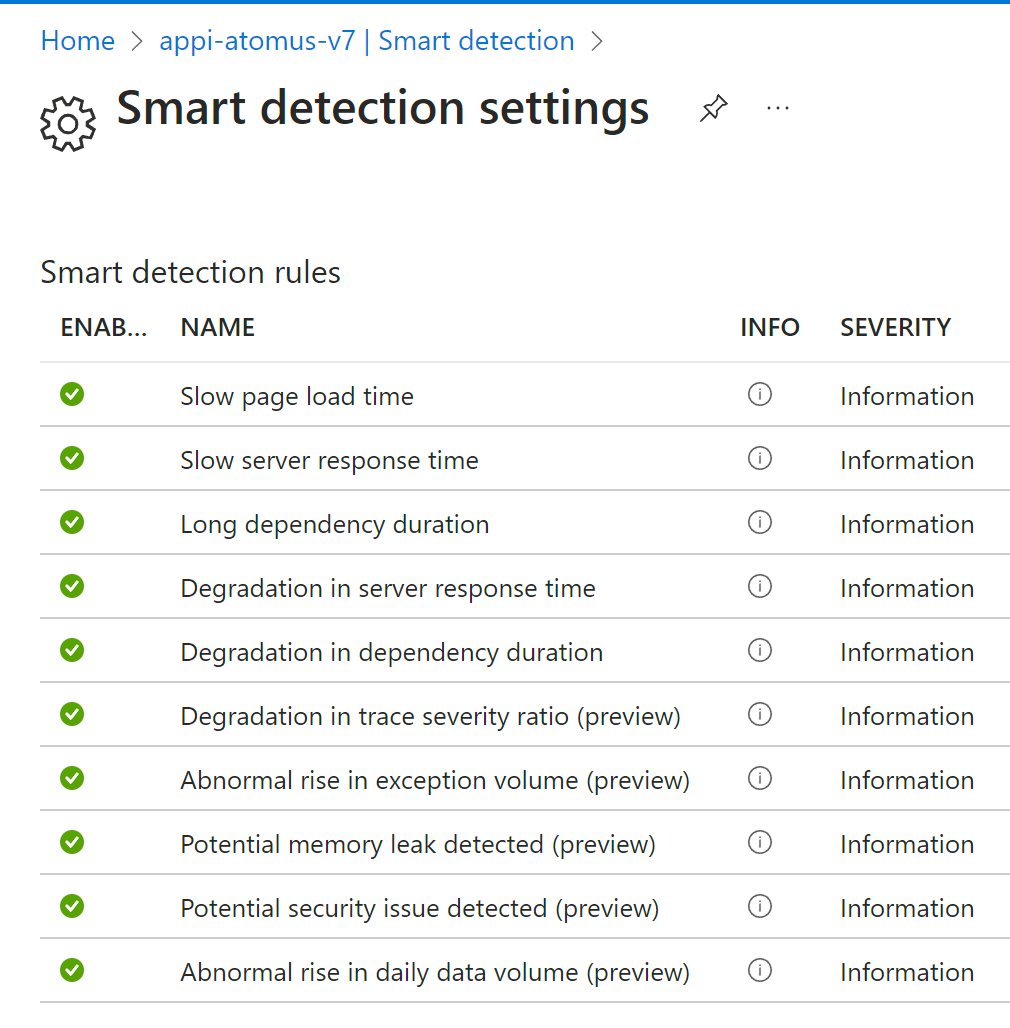 Home > appi-atomus-v7 | Smart detection >
Smart detection settings ...
Smart detection rules
ENAB... NAME INFO SEVERITY
Slow page load time Information
Slow server response time Information
Long dependency duration Information
Degradation in server response time Information
Degradation in dependency duration Information
Degradation in trace severity ratio (preview) Information
Abnormal rise in exception volume (preview) Information
Potential memory leak detected (preview) Information
Potential security issue detected (preview) Information
Abnormal rise in daily data volume (preview) Information